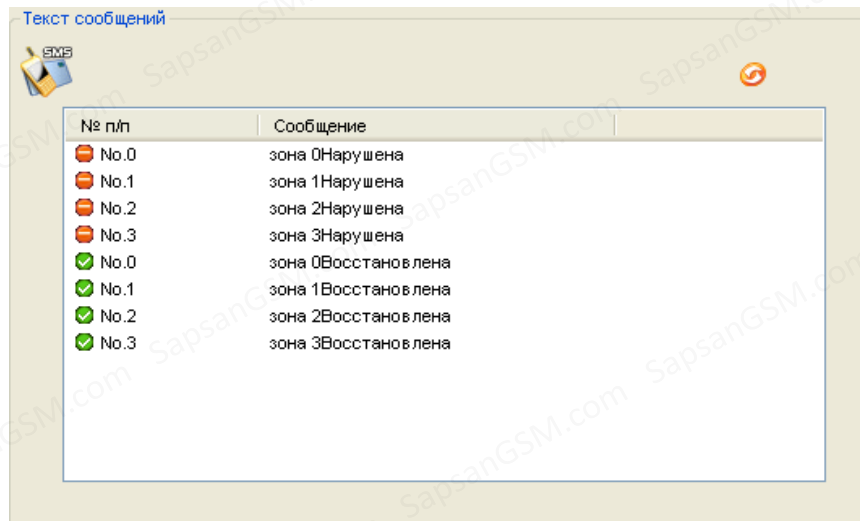 Текст сообщений
SMS
№ п/п Сообщение
No.0 зона 0Нарушена
No.1 зона 1Нарушена
No.2 зона 2Нарушена
No.3 зона 3Нарушена
No.0 зона 0Восстановлена
No.1 зона 1Восстановлена
No.2 зона 2Восстановлена
No.3 зона 3Восстановлена
SapsanGSM.com